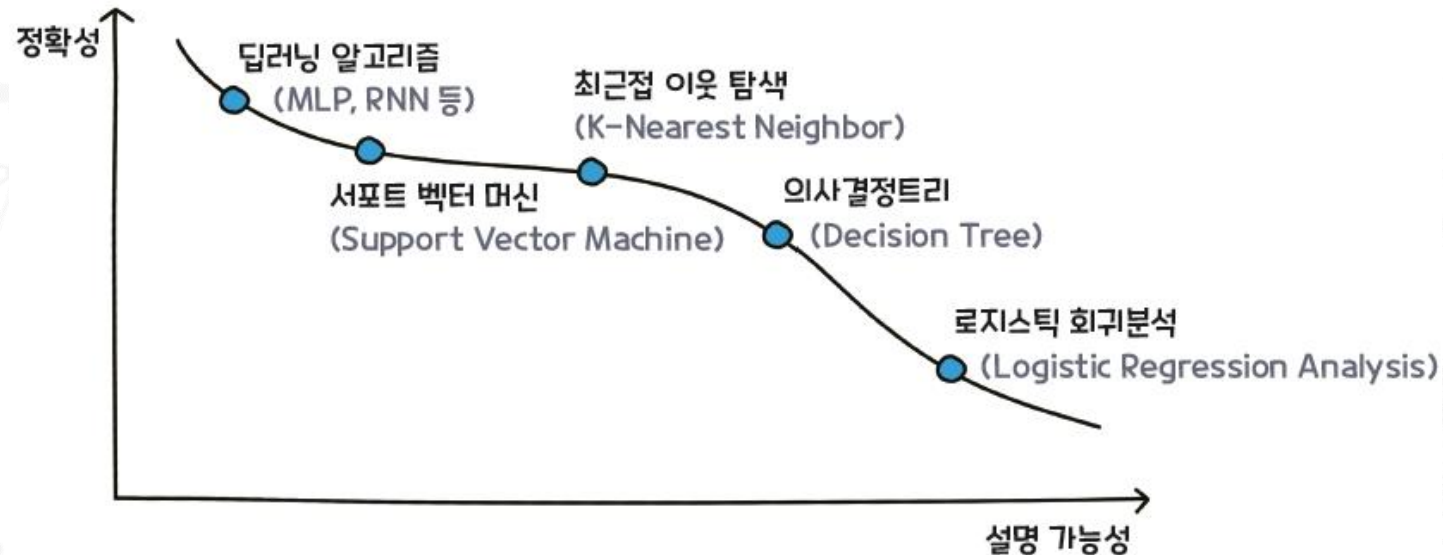 정확성
딥러닝 알고리즘
(MLP, RNN 등)
최근접 이웃 탐색
(K-Nearest Neighbor)
서포트 벡터 머신
(Support Vector Machine)
의사결정트리
(Decision Tree)
로지스틱 회귀분석
(Logistic Regression Analysis)
설명 가능성